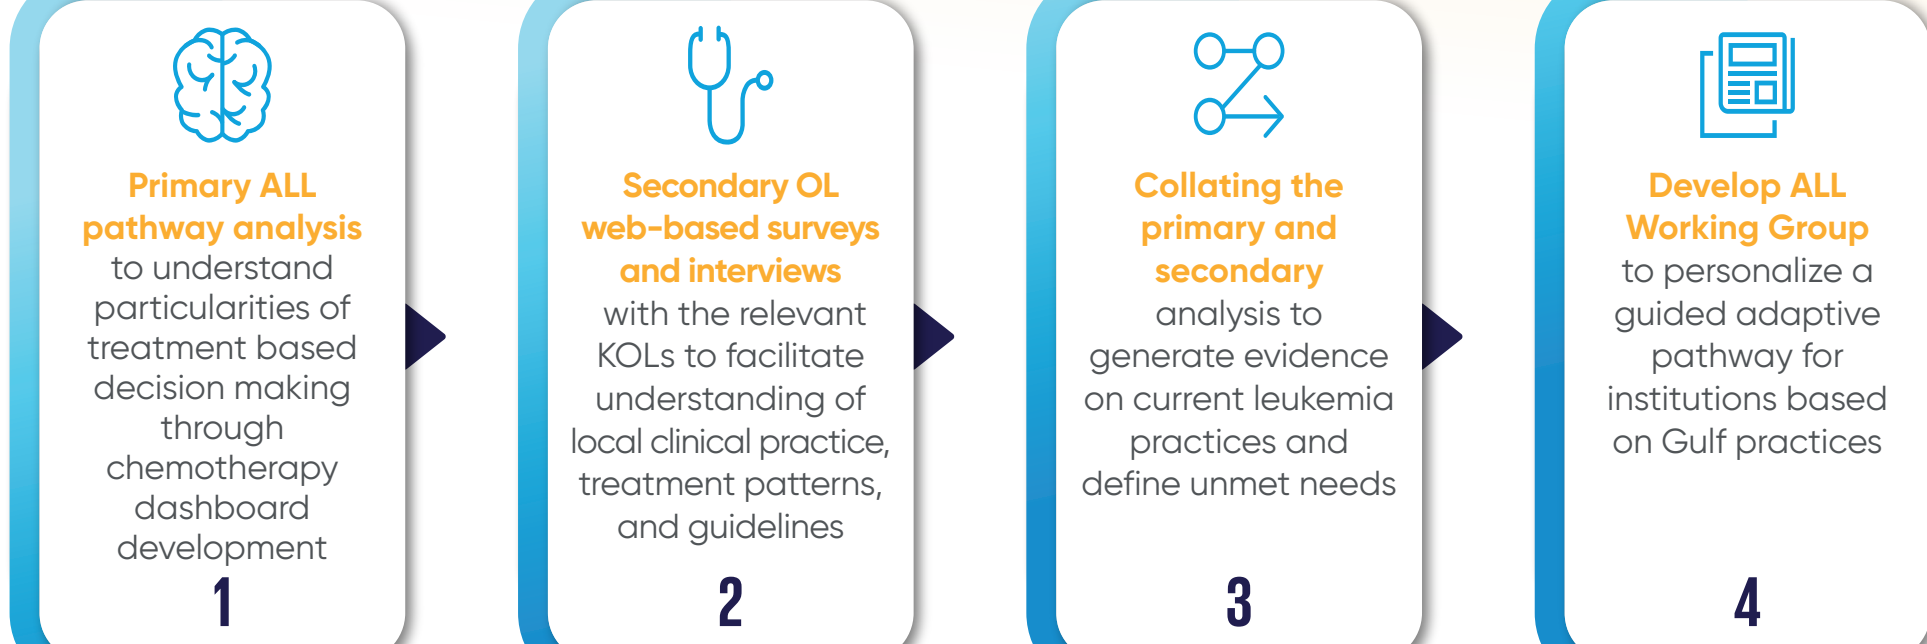 Primary ALL
pathway analysis
to understand
particularities of
treatment based
decision making
through
chemotherapy
dashboard
development
1
Secondary OL
web-based surveys
and interviews
with the relevant
KOLs to facilitate
understanding of
local clinical practice,
treatment patterns,
and guidelines
2
Collating the
primary and
secondary
analysis to
generate evidence
on current leukemia
practices and
define unmet needs
3
Develop ALL
Working Group
to personalize a
guided adaptive
pathway for
institutions based
on Gulf practices
4